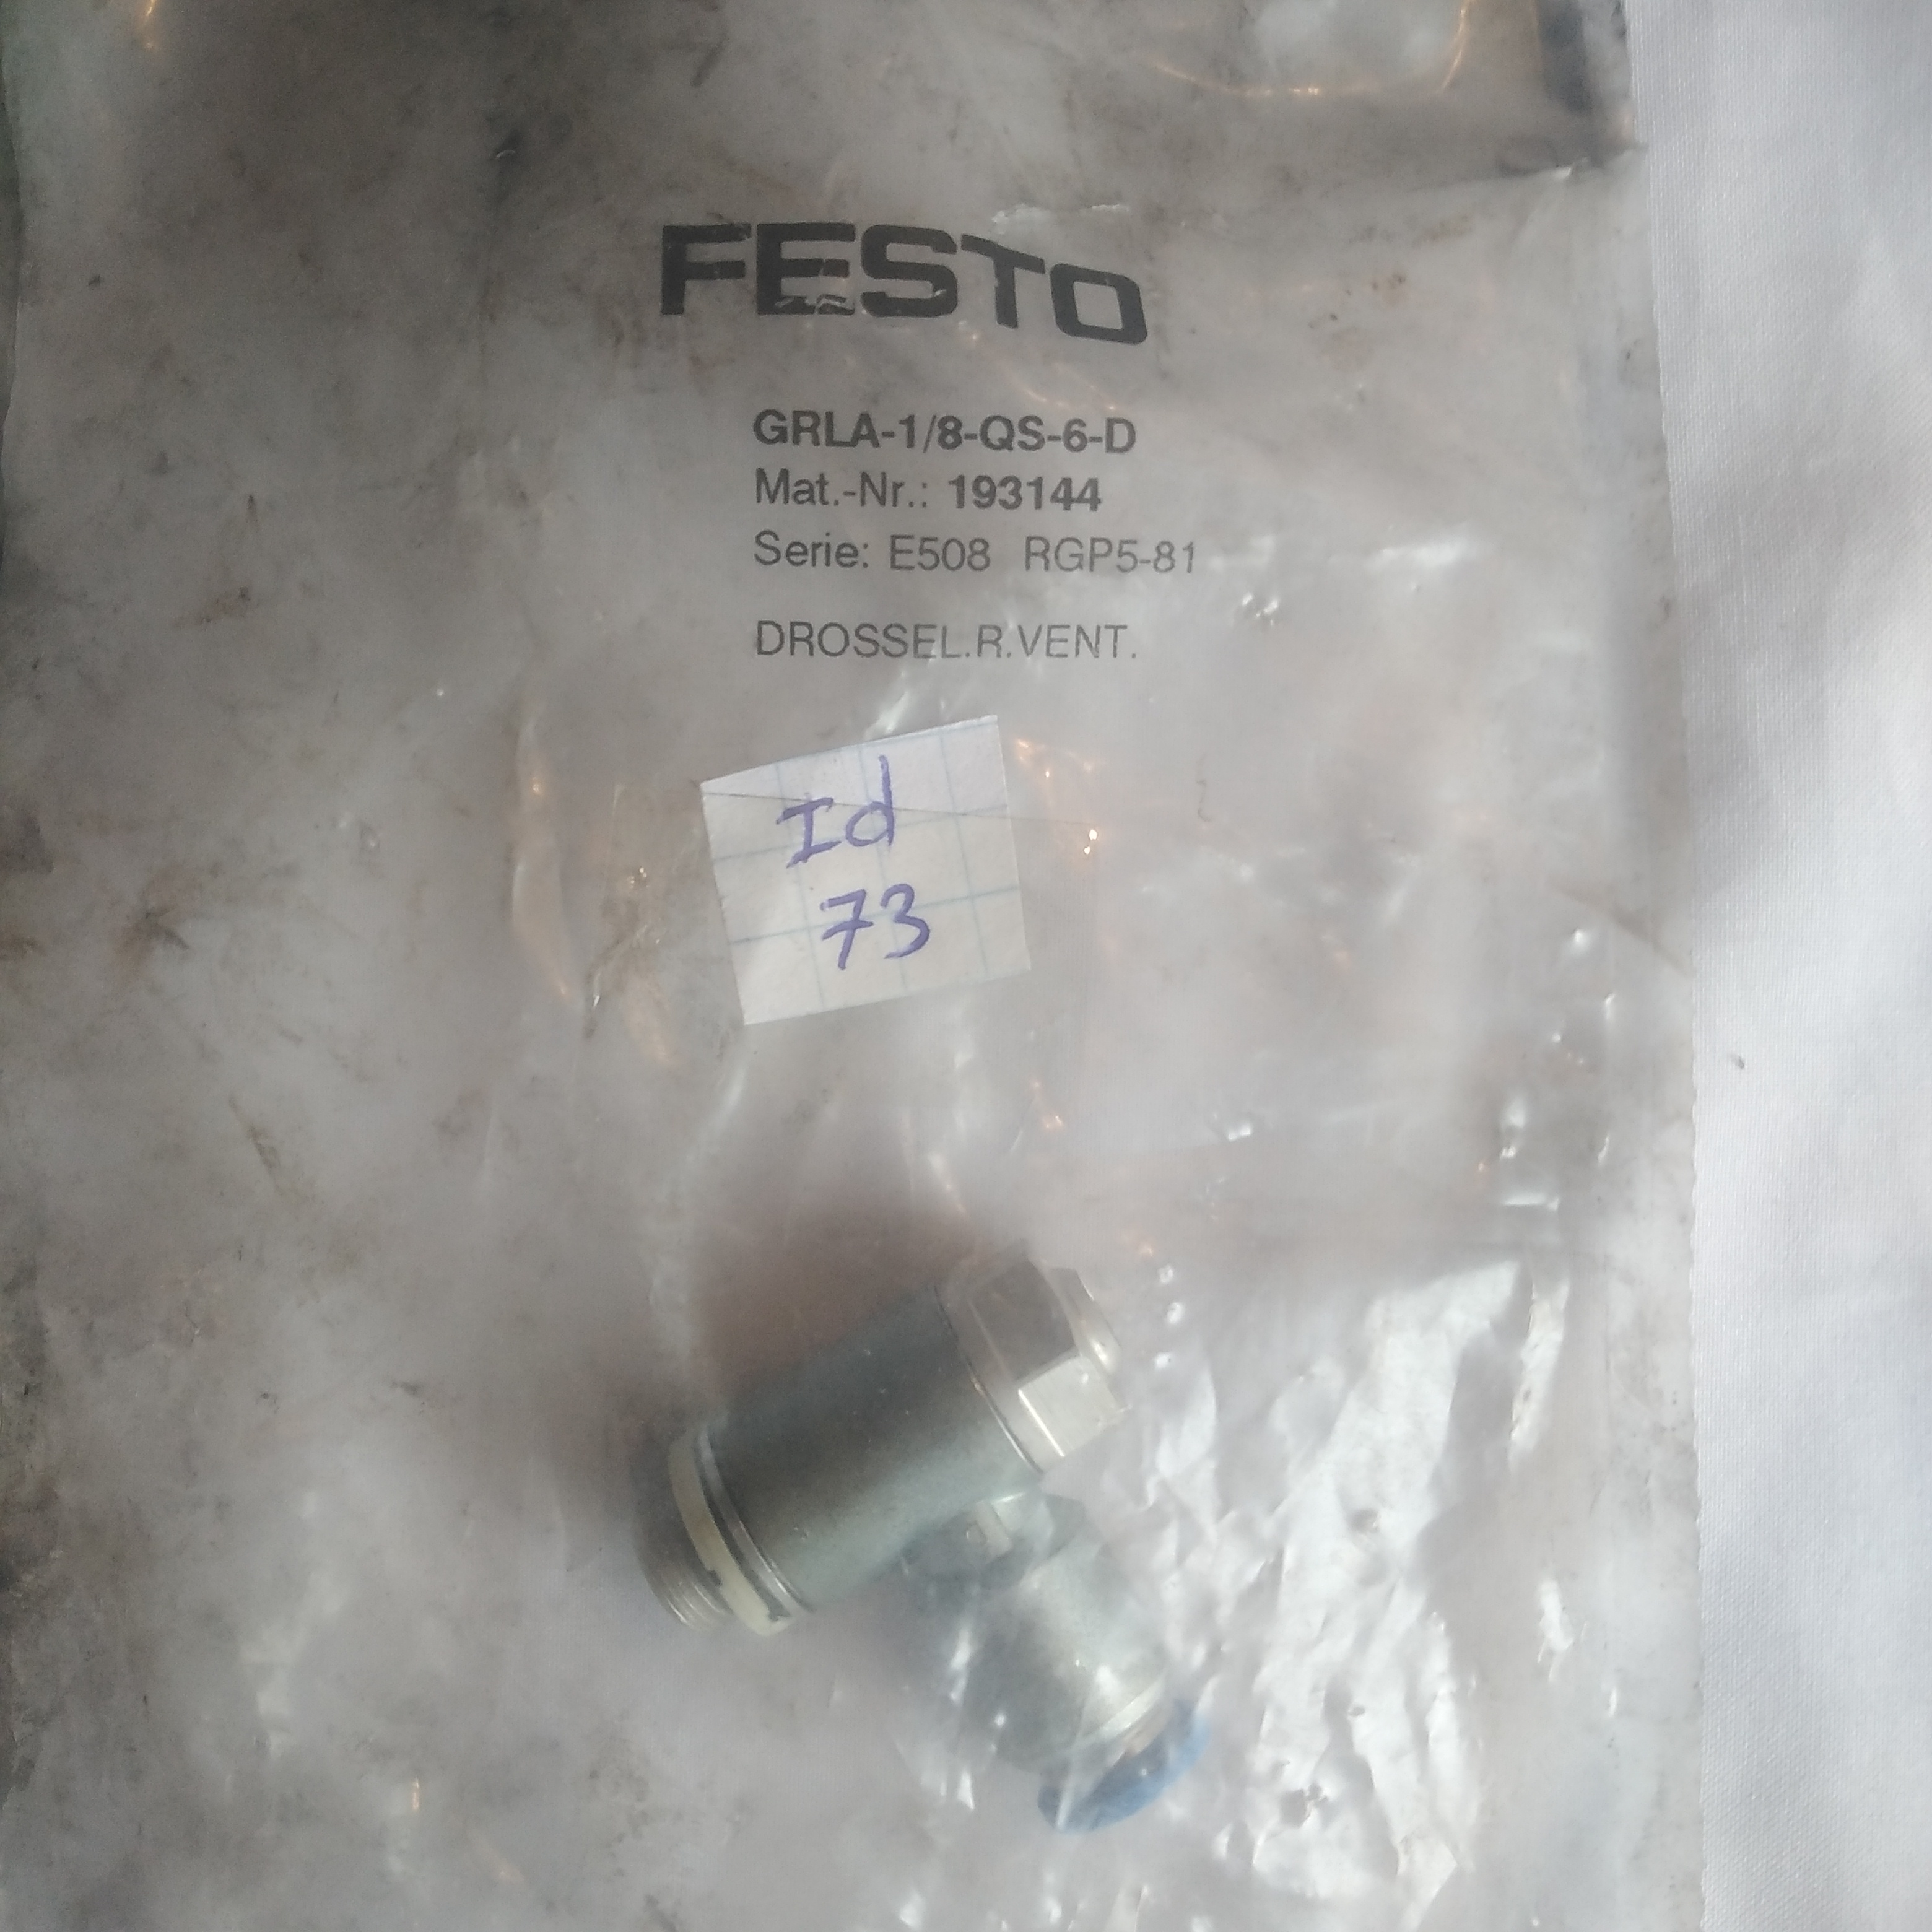 FESTO
GRLA-1/8-QS-6-D
Mat.-Nr.: 193144
Serie: E508 RGP5-81
DROSSEL.R.VENT.
Id
73